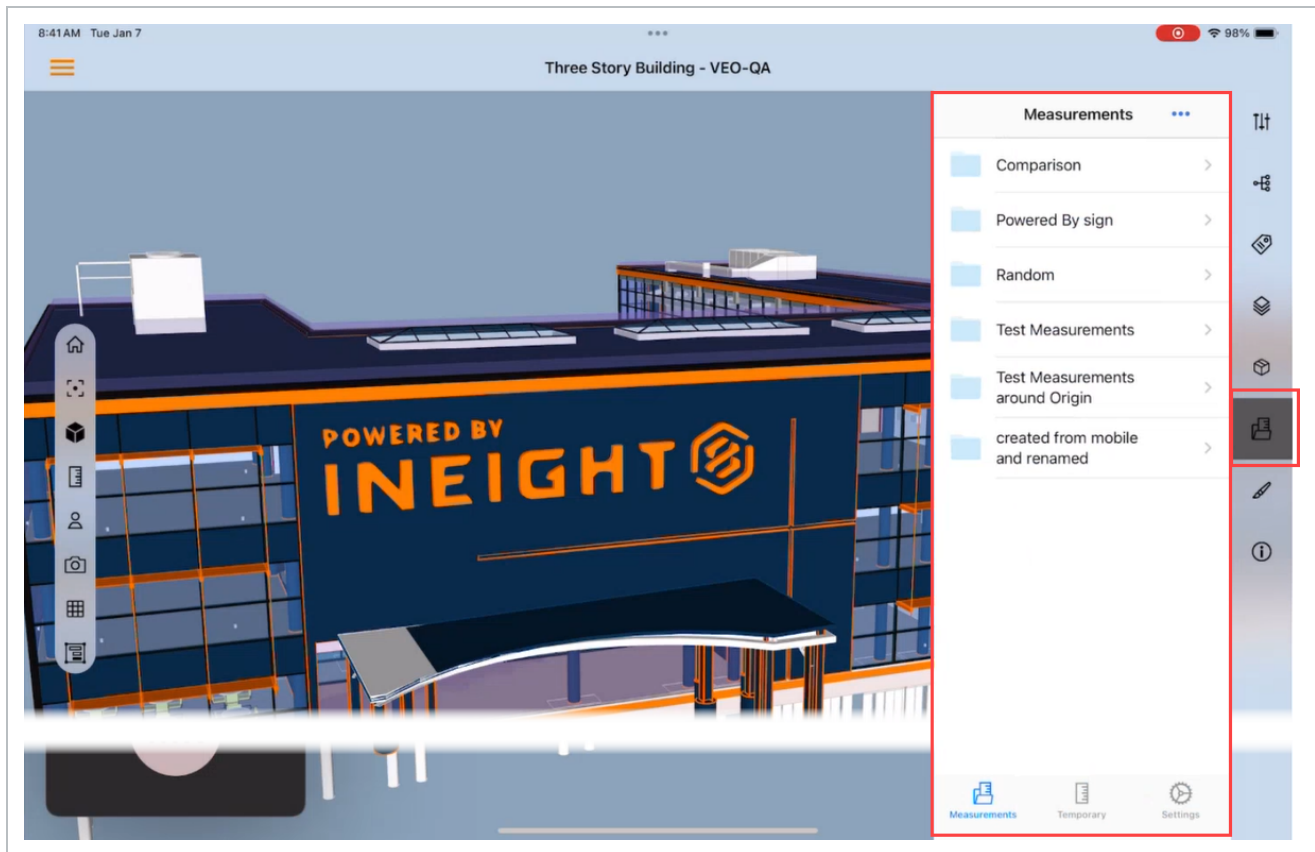 8:41 AM Tue Jan 7
98%
Three Story Building - VEO-QA
Measurements
Comparison
Powered By sign
Random
Test Measurements
Test Measurements
around Origin
created from mobile
and renamed
POWERED BY
INEIGHT
Measurements Temporary Settings